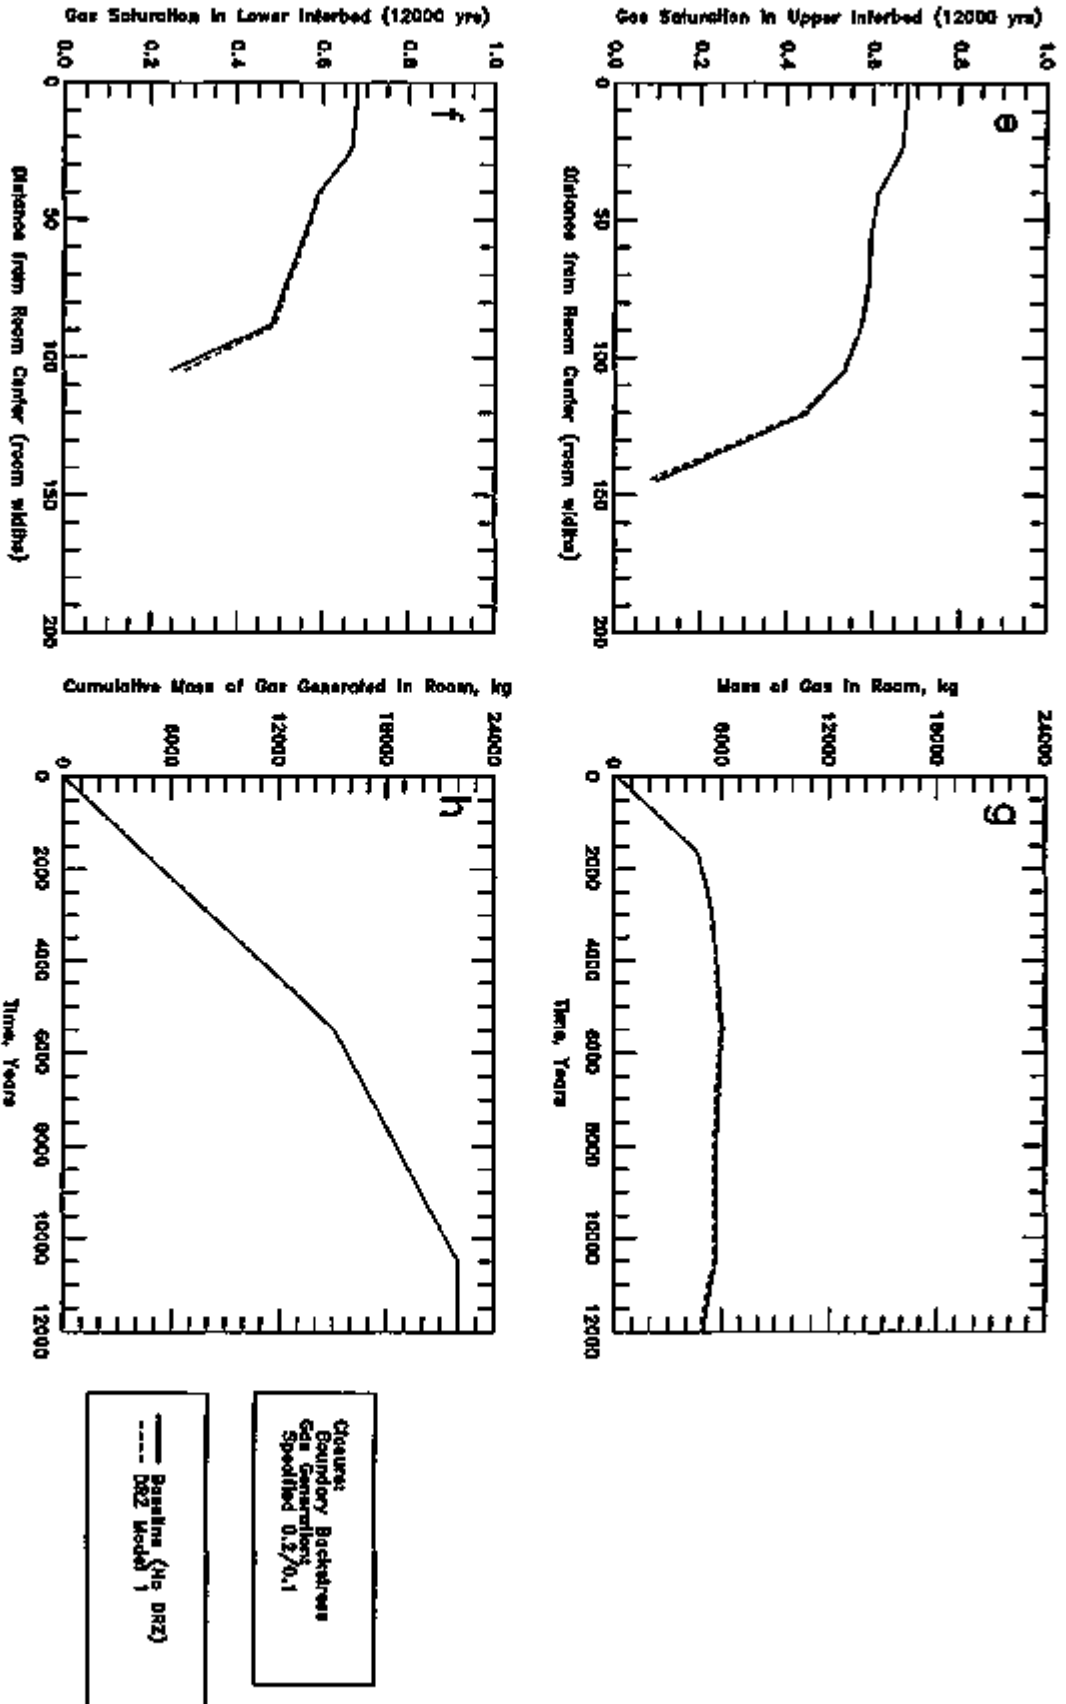 e
Gas Saturation in Upper Interbed (12000 yrs)
1.0
0.8
0.6
0.4
0.2
0.0
0
50
100
150
200
Distance from Room Center (room widths)
f
Gas Saturation in Lower Interbed (12000 yrs)
1.0
0.8
0.6
0.4
0.2
0.0
0
50
100
150
200
Distance from Room Center (room widths)
g
Mass of Gas in Room, kg
24000
18000
12000
6000
0
0
2000
4000
6000
8000
10000
12000
Time, Years
h
Cumulative Mass of Gas Generated in Room, kg
24000
18000
12000
6000
0
0
2000
4000
6000
8000
10000
12000
Time, Years
Closure:
Boundary Backstress
Gas Generation:
Specified 0.2/0.1
Baseline (No DRZ)
DRZ Model 1